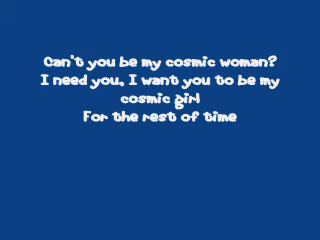 Can't you be my cosmic woman?
I need you, I want you to be my
cosmic girl
For the rest of time